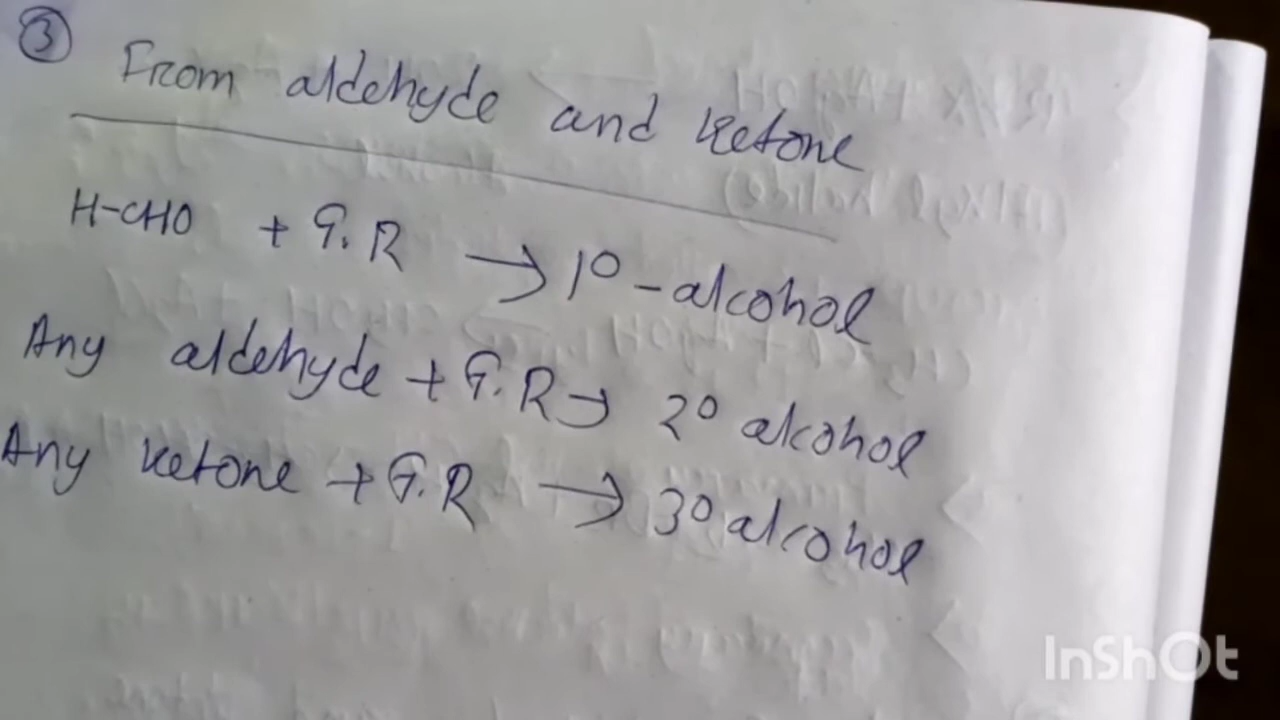 ③ From aldehyde and ketone
H-CHO + G.R → 1° - alcohol
Any aldehyde + G.R → 2° alcohol
Any ketone + G.R → 3° alcohol
InShOt